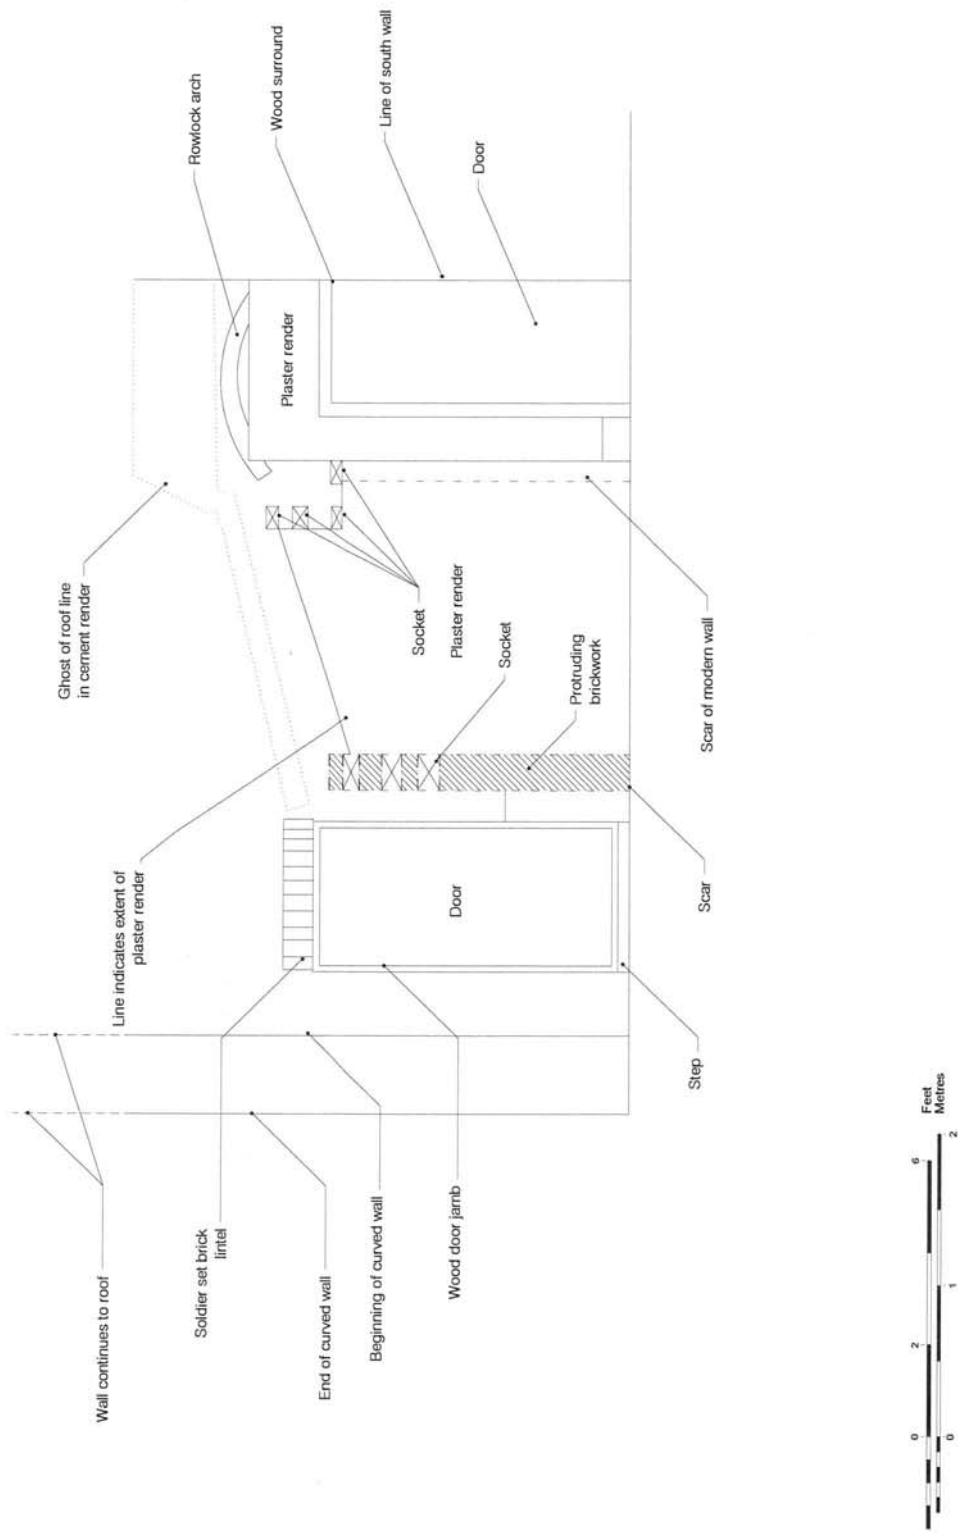 Wall continues to roof
Soldier set brick
lintel
End of curved wall
Beginning of curved wall
Wood door jamb
Step
Line indicates extent of
plaster render
Door
Scar
Ghost of roof line
in cement render
Socket
Plaster render
Socket
Protruding
brickwork
Scar of modern wall
Rowlock arch
Plaster render
Wood surround
Line of south wall
Door
0 2 6
Feet
Metres
0 1 2